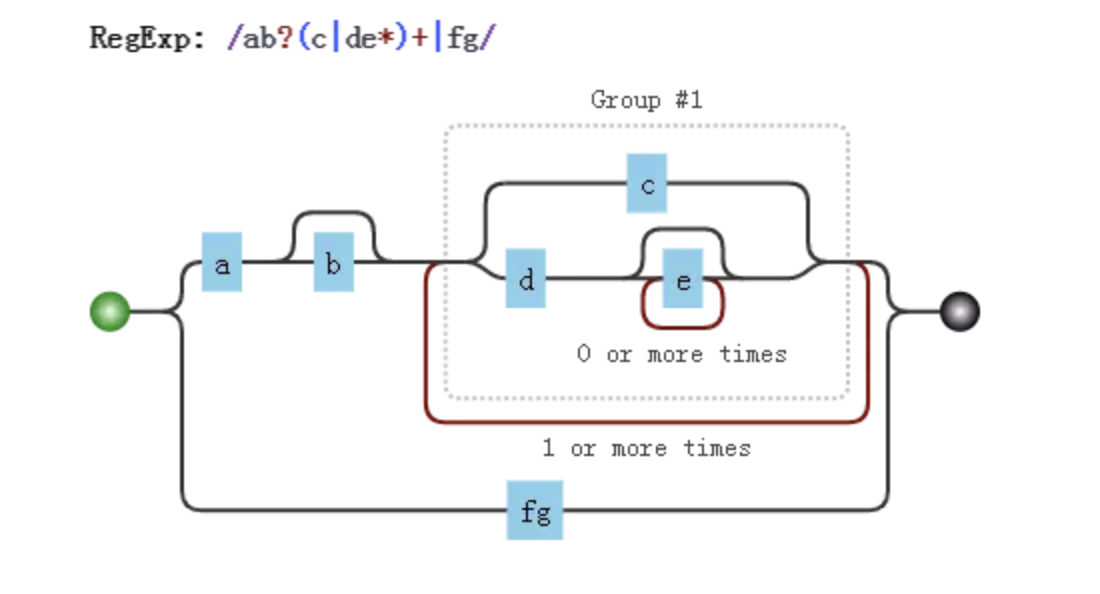 RegExp: /ab?(c|de*)+|fg/
Group #1
c
a
b
d
e
0 or more times
1 or more times
fg